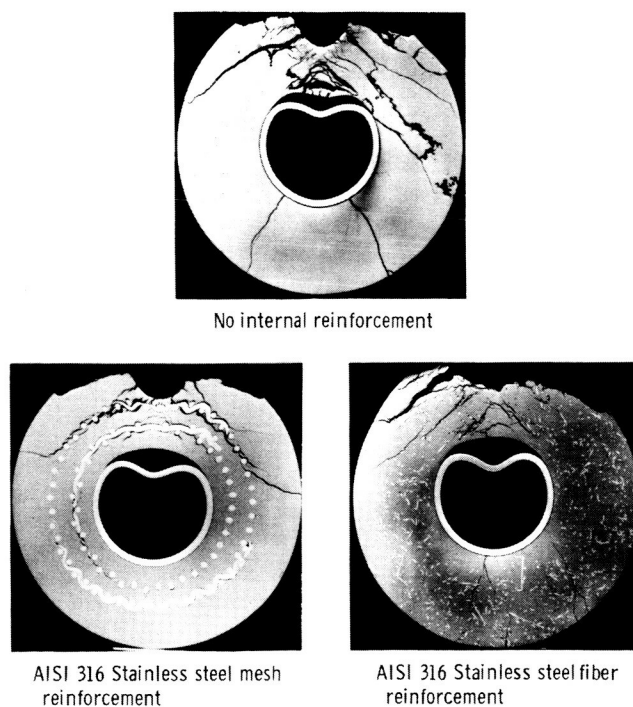 No internal reinforcement
AISI 316 Stainless steel mesh
reinforcement
AISI 316 Stainless steel fiber
reinforcement